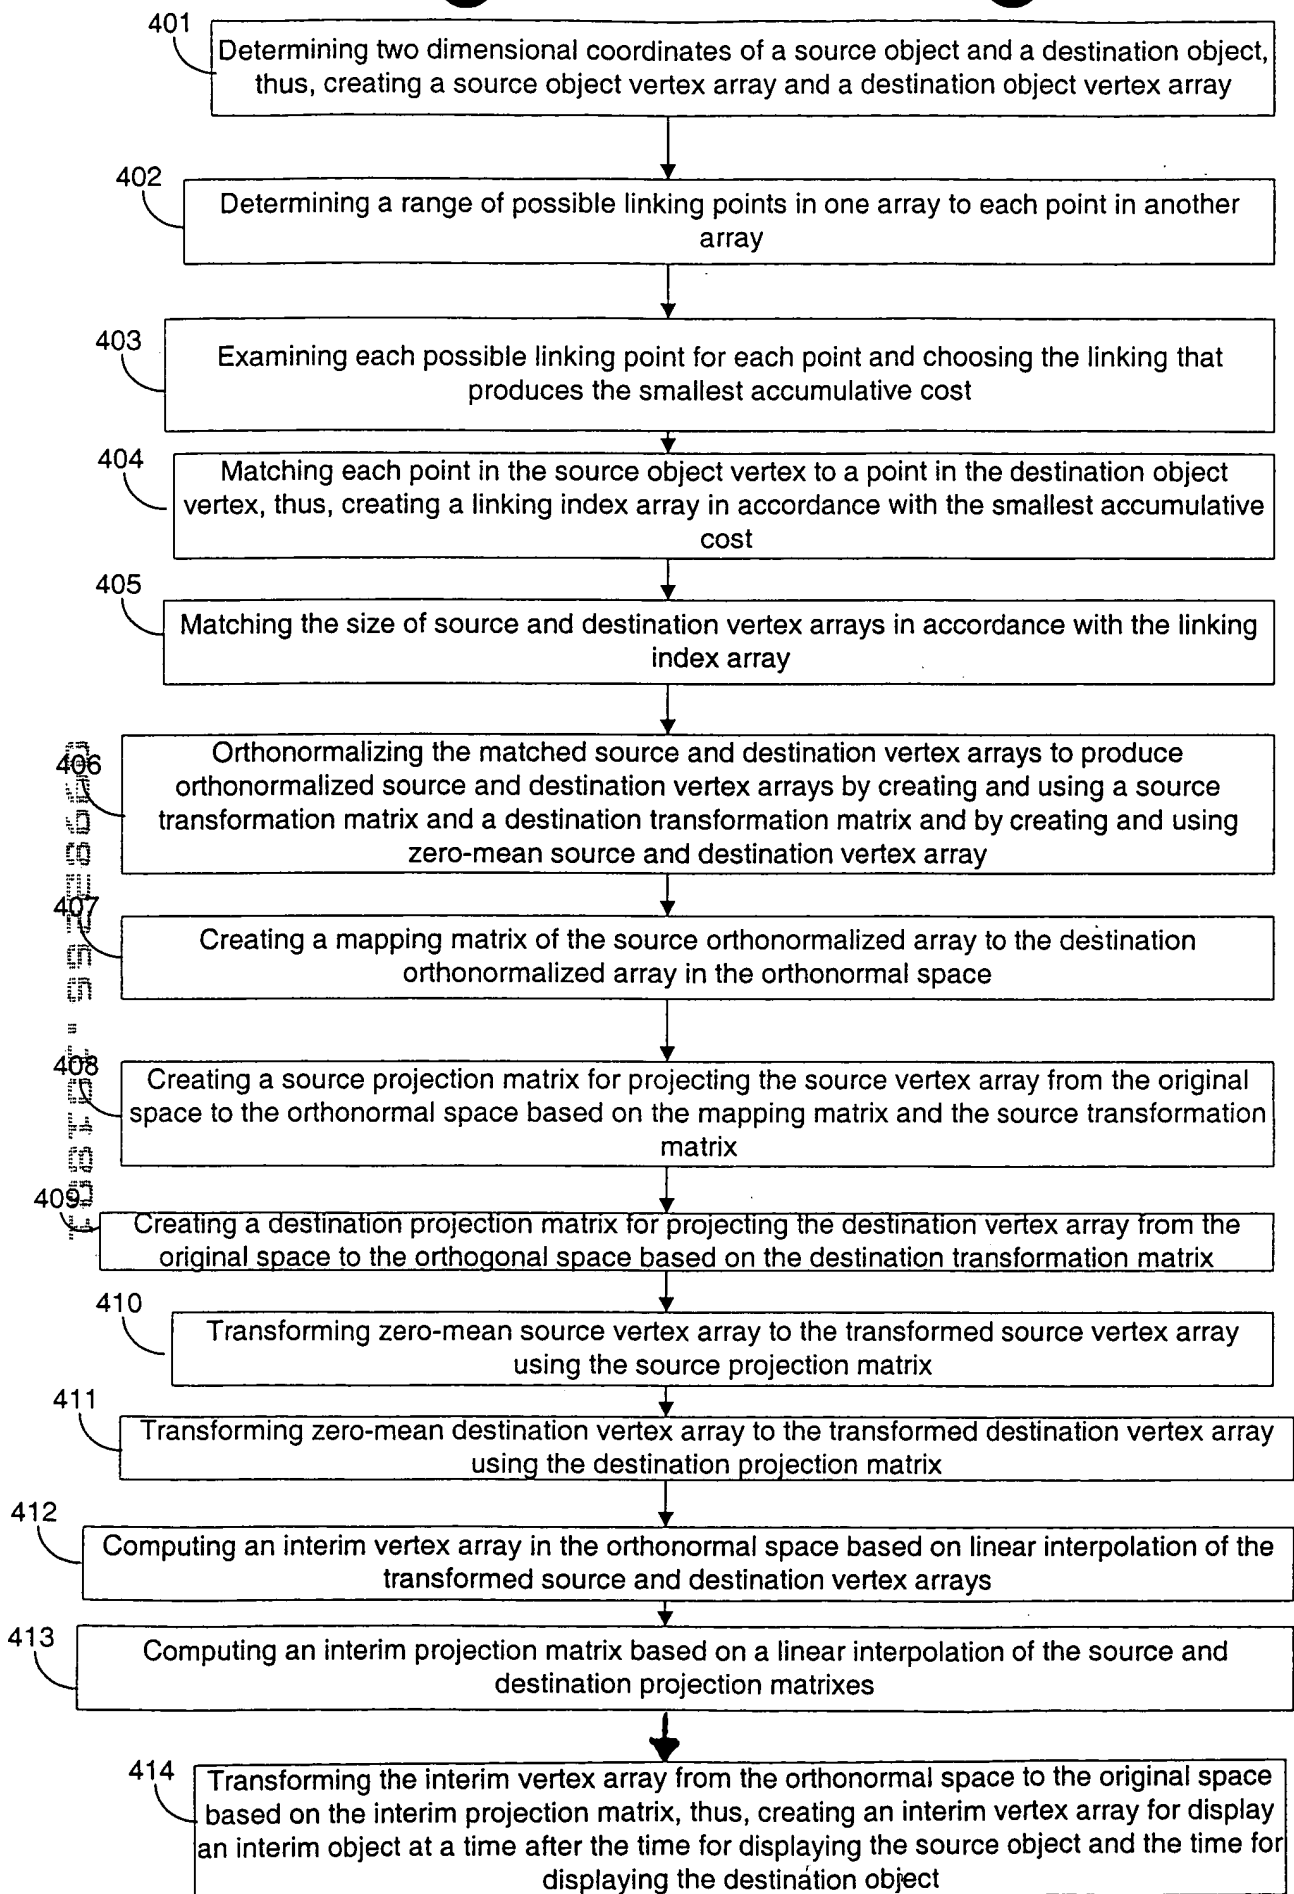 401
Determining two dimensional coordinates of a source object and a destination object,
thus, creating a source object vertex array and a destination object vertex array
402
Determining a range of possible linking points in one array to each point in another
array
403
Examining each possible linking point for each point and choosing the linking that
produces the smallest accumulative cost
404
Matching each point in the source object vertex to a point in the destination object
vertex, thus, creating a linking index array in accordance with the smallest accumulative
cost
405
Matching the size of source and destination vertex arrays in accordance with the linking
index array
406
Orthonormalizing the matched source and destination vertex arrays to produce
orthonormalized source and destination vertex arrays by creating and using a source
transformation matrix and a destination transformation matrix and by creating and using
zero-mean source and destination vertex array
407
Creating a mapping matrix of the source orthonormalized array to the destination
orthonormalized array in the orthonormal space
408
Creating a source projection matrix for projecting the source vertex array from the original
space to the orthonormal space based on the mapping matrix and the source transformation
matrix
409
Creating a destination projection matrix for projecting the destination vertex array from the
original space to the orthogonal space based on the destination transformation matrix
410
Transforming zero-mean source vertex array to the transformed source vertex array
using the source projection matrix
411
Transforming zero-mean destination vertex array to the transformed destination vertex array
using the destination projection matrix
412
Computing an interim vertex array in the orthonormal space based on linear interpolation of the
transformed source and destination vertex arrays
413
Computing an interim projection matrix based on a linear interpolation of the source and
destination projection matrixes
414
Transforming the interim vertex array from the orthonormal space to the original space
based on the interim projection matrix, thus, creating an interim vertex array for display
an interim object at a time after the time for displaying the source object and the time for
displaying the destination object